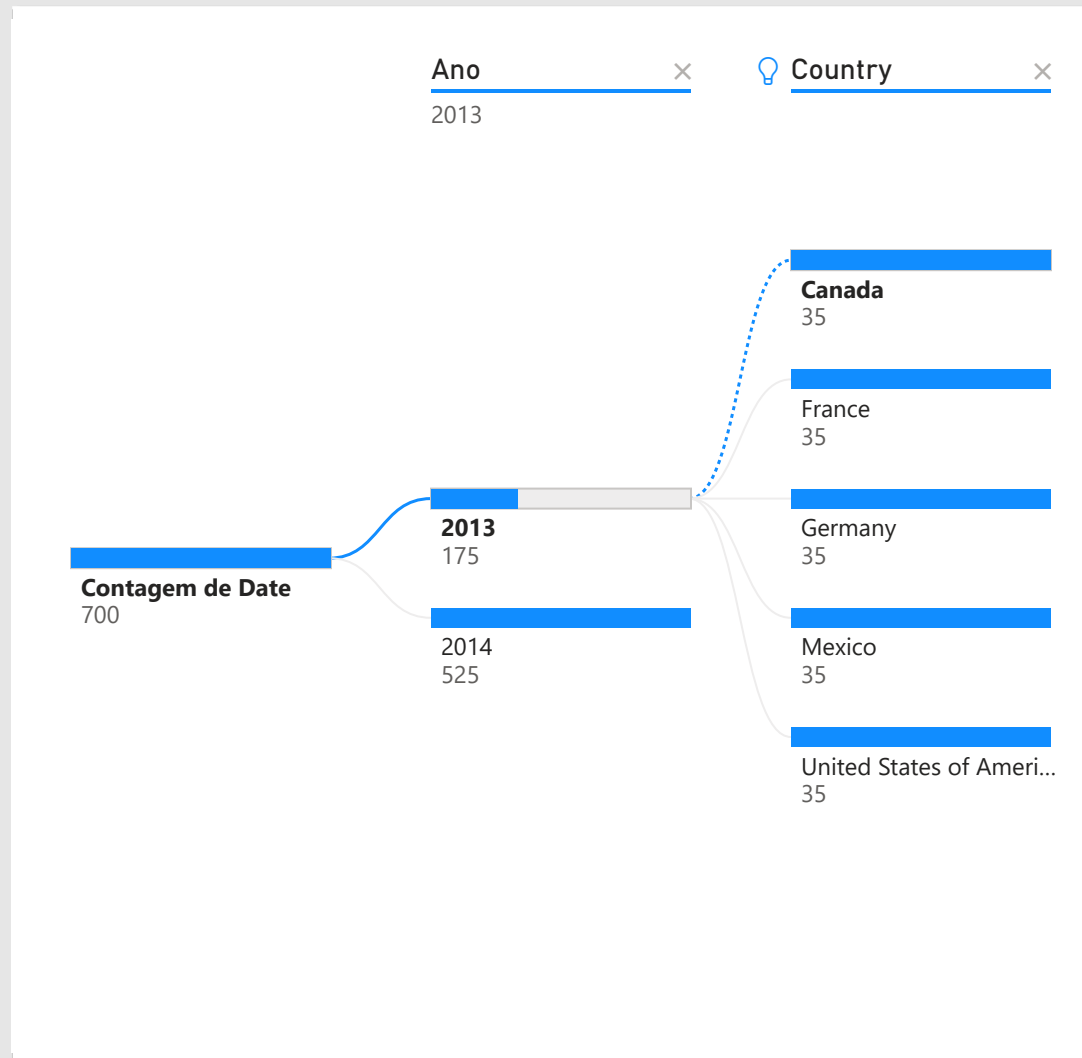 Ano
Country
2013
Canada
35
France
35
2013
175
Germany
35
Contagem de Date
700
2014
525
Mexico
35
United States of Ameri...
35